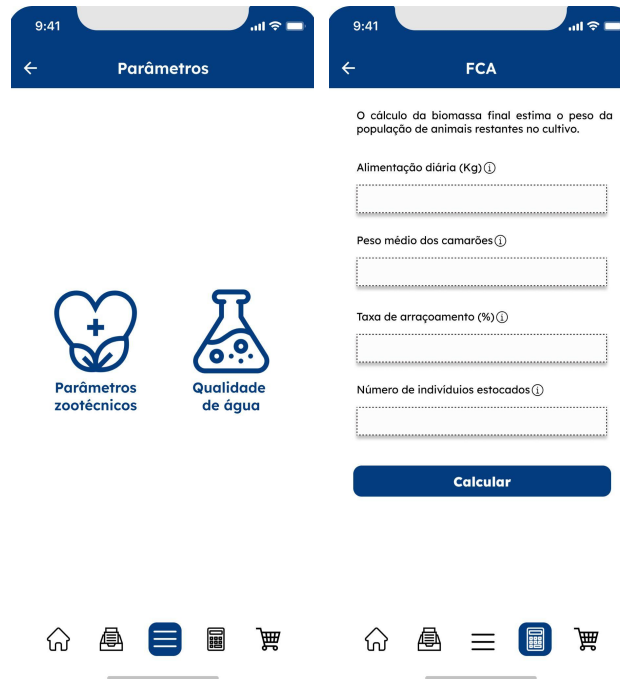 9:41
Parâmetros
Parâmetros
zootécnicos
Qualidade
de água
9:41
FCA
O cálculo da biomassa final estima o peso da
população de animais restantes no cultivo.
Alimentação diária (Kg)
Peso médio dos camarões
Taxa de arraçoamento (%)
Número de indivíduios estocados
Calcular